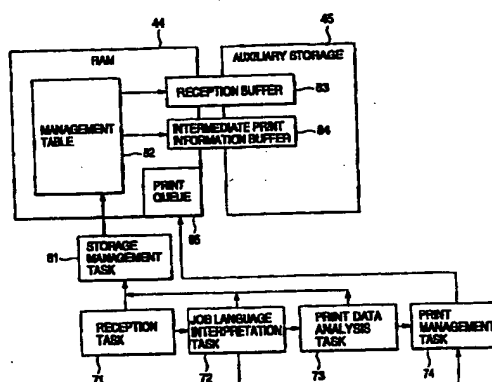 44
45
RAM
AUXILIARY STORAGE
RECEPTION BUFFER
83
MANAGEMENT
TABLE
82
INTERMEDIATE PRINT
INFORMATION BUFFER
84
PRINT
QUEUE
85
81
STORAGE
MANAGEMENT
TASK
RECEPTION
TASK
71
JOB LANGUAGE
INTERPRETATION
TASK
72
PRINT DATA
ANALYSIS
TASK
73
PRINT
MANAGEMENT
TASK
74